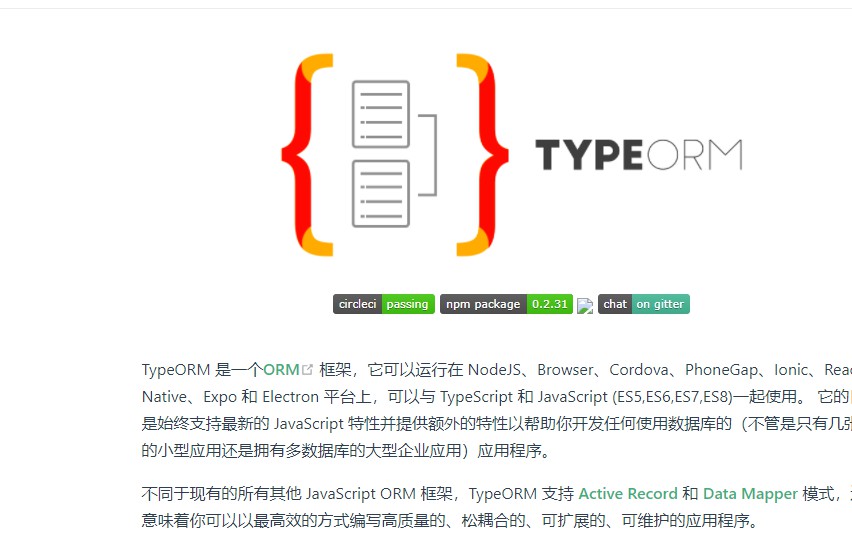 TYPEORM
circleci passing npm package 0.2.31 chat on gitter
TypeORM 是一个ORM 框架，它可以运行在 NodeJS、Browser、Cordova、PhoneGap、Ionic、
Native、Expo 和 Electron 平台上，可以与 TypeScript 和 JavaScript (ES5,ES6,ES7,ES8)一起使用。 它的
是始终支持最新的 JavaScript 特性并提供额外的特性以帮助你开发任何使用数据库的（不管是只有几
的小型应用还是拥有多数据库的大型企业应用）应用程序。
不同于现有的所有其他 JavaScript ORM 框架，TypeORM 支持 Active Record 和 Data Mapper 模式，
意味着你可以以最高效的方式编写高质量的、松耦合的、可扩展的、可维护的应用程序。